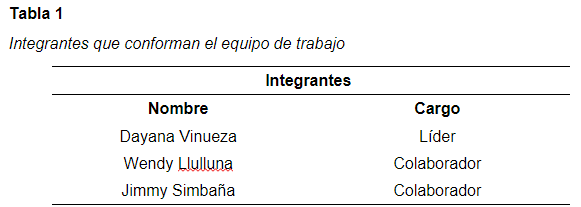 Tabla 1
Integrantes que conforman el equipo de trabajo
Integrantes
Nombre Cargo
Dayana Vinueza Líder
Wendy Llulluna Colaborador
Jimmy Simbaña Colaborador